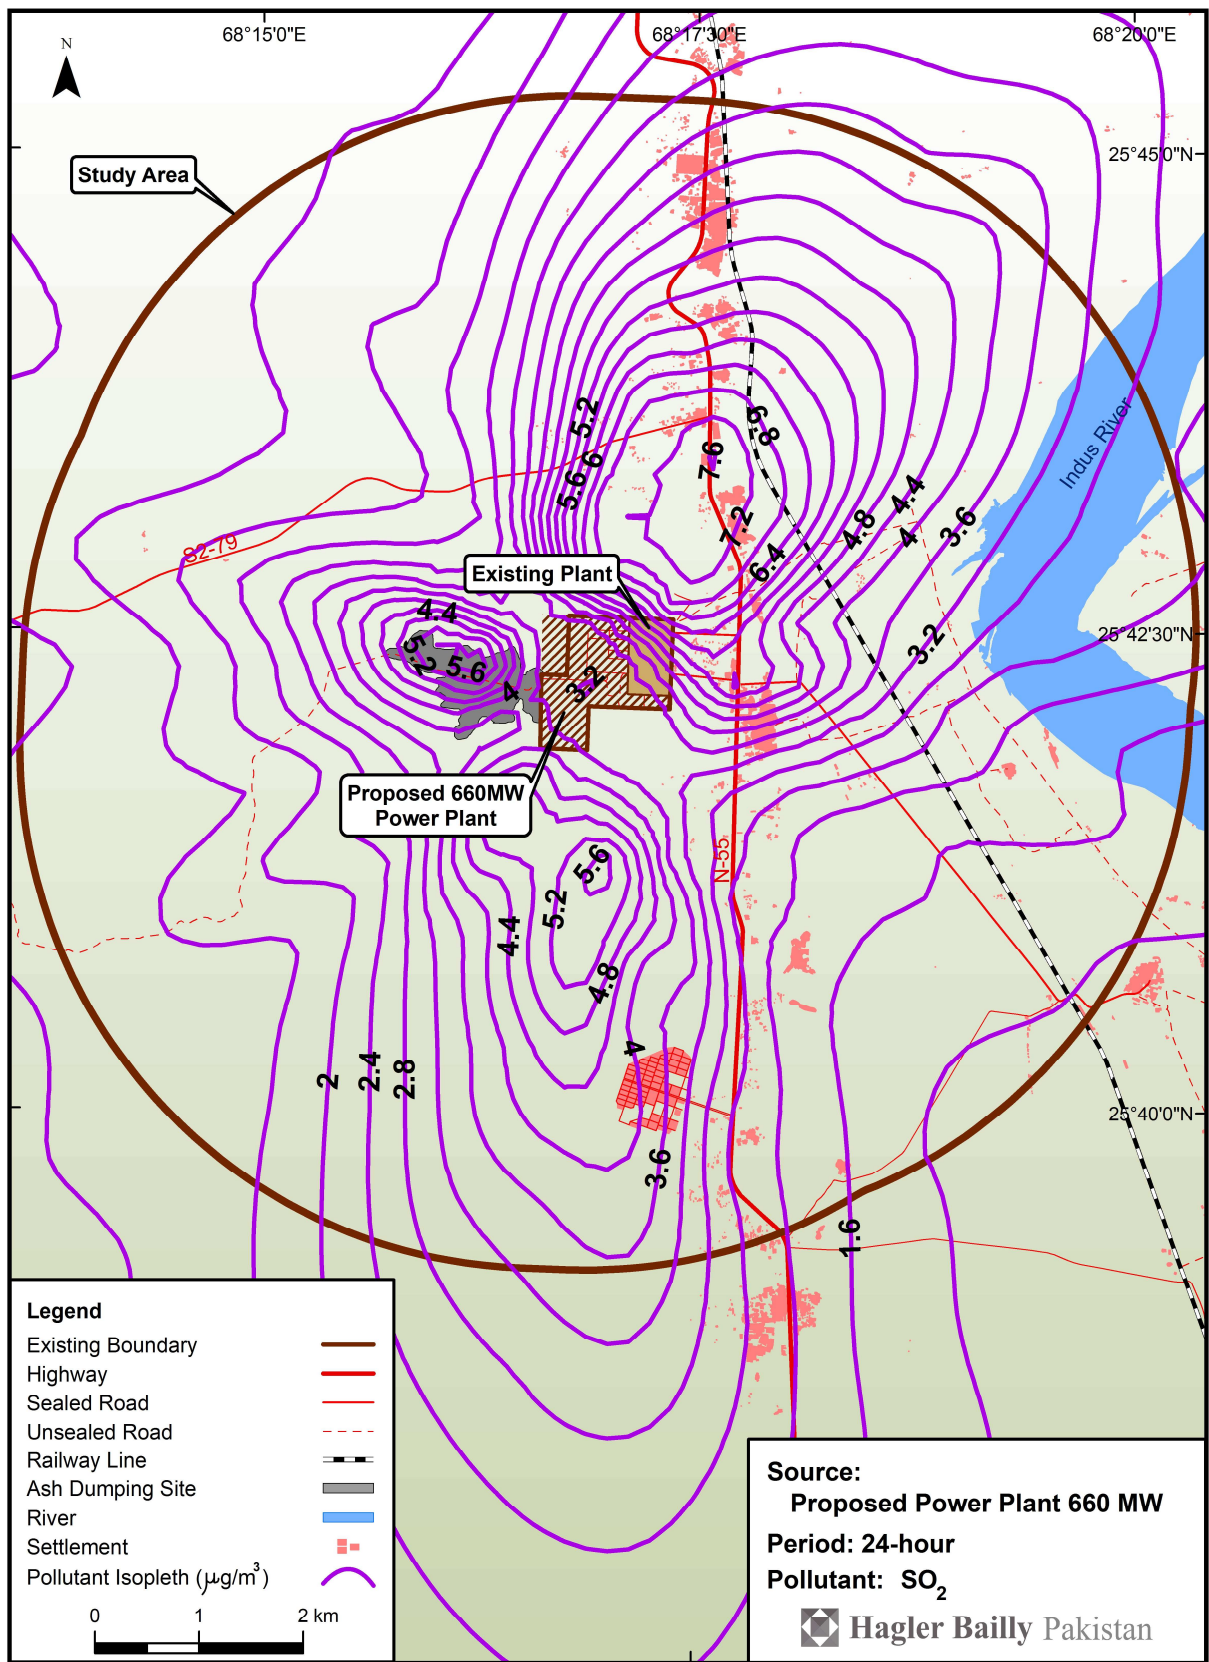 68°15'0"E
68°17'30"E
68°20'0"E
N
25°45'0"N
Study Area
Indus River
5.2
6.8
6
5.6
7.6
7.2
4.4
4.8
4
3.6
6.4
S2-79
Existing Plant
4.4
25°42'30"N
5.2
5.6
4
3.2
3.2
Proposed 660MW
Power Plant
N-55
5.6
5.2
4.4
4.8
4
2
2.4
2.8
25°40'0"N
3.6
1.6
Legend
Existing Boundary
Highway
Sealed Road
Unsealed Road
Railway Line
Ash Dumping Site
River
Settlement
Pollutant Isopleth (µg/m³)
0 1 2 km
Source:
Proposed Power Plant 660 MW
Period: 24-hour
Pollutant: SO₂
Hagler Bailly Pakistan